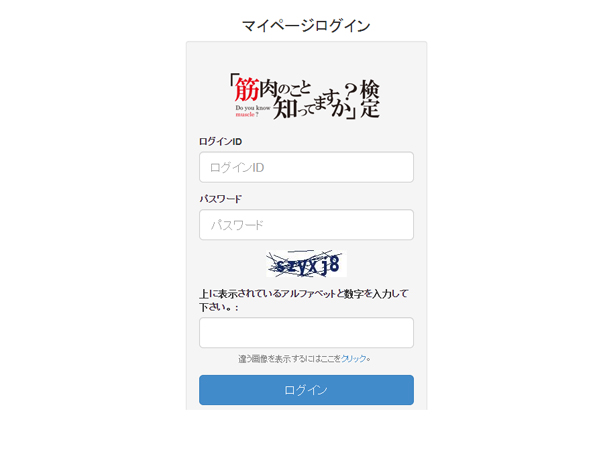 マイページログイン
「筋肉のこと知ってますか?」検定
Do you know
muscle?
ログインID
ログインID
パスワード
パスワード
上に表示されているアルファベットと数字を入力して
下さい。:
違う画像を表示するにはここをクリック。
ログイン